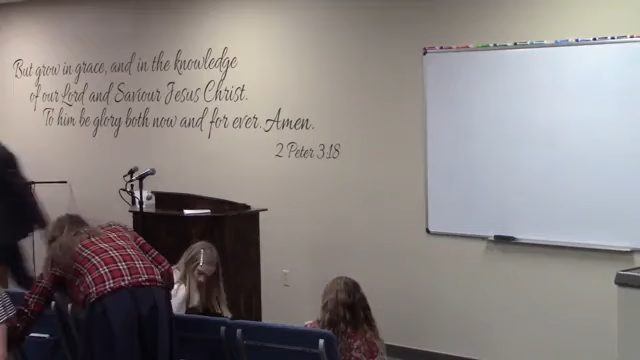 But grow in grace, and in the knowledge
of our Lord and Saviour Jesus Christ.
To him be glory both now and for ever. Amen.
2 Peter 3:18